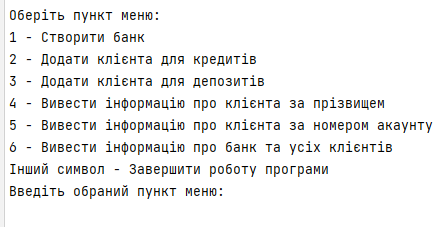 Оберіть пункт меню:
1 - Створити банк
2 - Додати клієнта для кредитів
3 - Додати клієнта для депозитів
4 - Вивести інформацію про клієнта за прізвищем
5 - Вивести інформацію про клієнта за номером акаунту
6 - Вивести інформацію про банк та усіх клієнтів
Інший символ - Завершити роботу програми
Введіть обраний пункт меню: